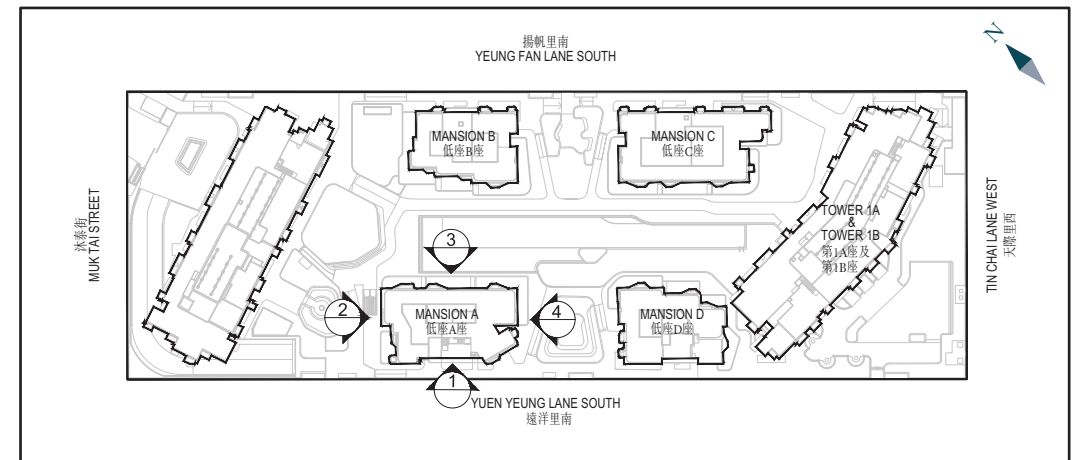 N
揚帆里南
YEUNG FAN LANE SOUTH
MANSION B
低座B座
MANSION C
低座C座
沐泰街
MUK TAI STREET
TOWER 1A
&
TOWER 1B
第1A座及
第1B座
TIN CHAI LANE WEST
天際里西
3
2
MANSION A
低座A座
4
MANSION D
低座D座
1
YUEN YEUNG LANE SOUTH
遠洋里南